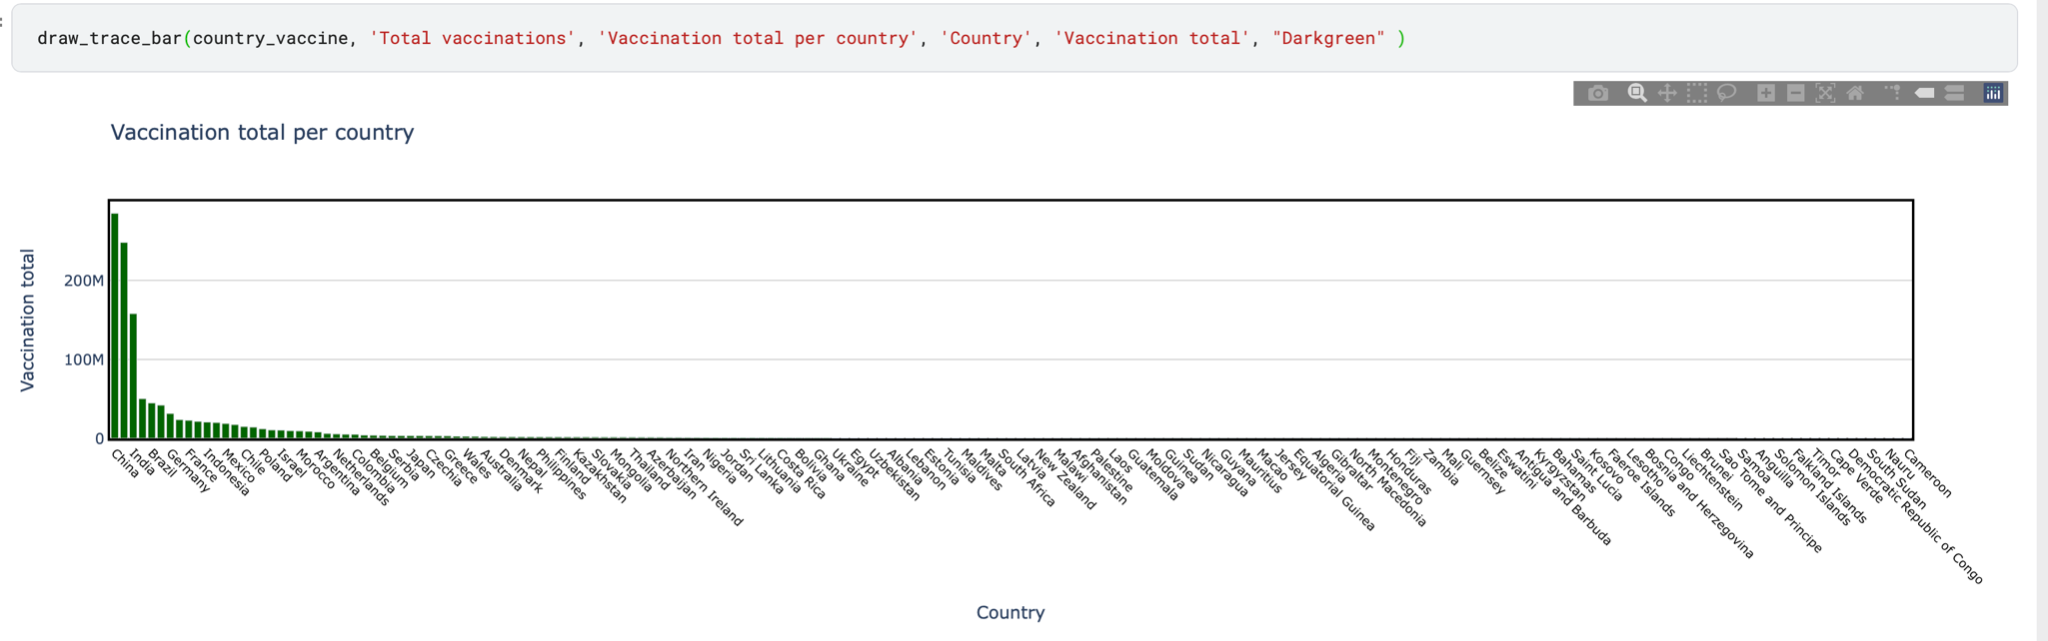 draw_trace_bar(country_vaccine, 'Total vaccinations', 'Vaccination total per country', 'Country', 'Vaccination total', "Darkgreen" )
Vaccination total per country
Vaccination total
200M
100M
0
China
India
Brazil
Germany
France
Indonesia
Mexico
Chile
Poland
Israel
Morocco
Argentina
Netherlands
Colombia
Belgium
Serbia
Japan
Czechia
Greece
Wales
Australia
Denmark
Nepal
Philippines
Finland
Kazakhstan
Slovakia
Mongolia
Thailand
Azerbaijan
Northern Ireland
Iran
Nigeria
Jordan
Sri Lanka
Lithuania
Costa Rica
Bolivia
Ghana
Ukraine
Egypt
Uzbekistan
Albania
Lebanon
Estonia
Tunisia
Maldives
Malta
South Africa
Latvia
New Zealand
Malawi
Afghanistan
Palestine
Laos
Guatemala
Moldova
Guinea
Sudan
Nicaragua
Guyana
Mauritius
Macao
Jersey
Equatorial Guinea
Algeria
Gibraltar
North Macedonia
Montenegro
Honduras
Fiji
Zambia
Mali
Guernsey
Belize
Eswatini
Antigua and Barbuda
Kyrgyzstan
Bahamas
Saint Lucia
Kosovo
Faeroe Islands
Lesotho
Bosnia and Herzegovina
Congo
Liechtenstein
Brunei
Sao Tome and Principe
Samoa
Anguilla
Solomon Islands
Falkland Islands
Timor
Cape Verde
Democratic Republic of Congo
South Sudan
Nauru
Cameroon
Country